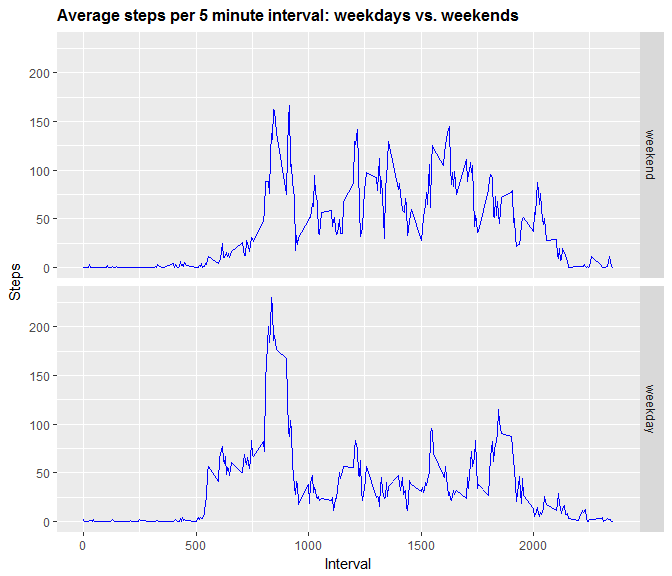 Average steps per 5 minute interval: weekdays vs. weekends
200
150
100
50
0
weekend
Steps
200
150
100
50
0
weekday
0 500 1000 1500 2000
Interval